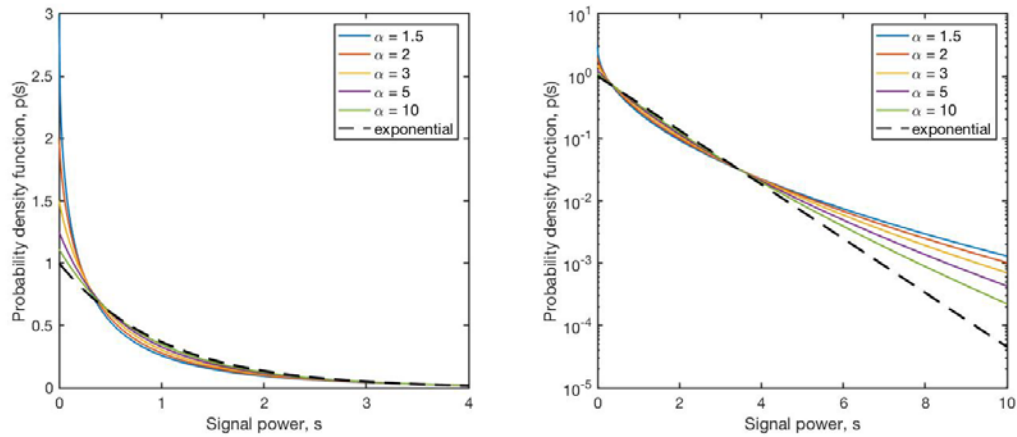 Probability density function, p(s)
3
2.5
2
1.5
1
0.5
0
0
1
2
3
4
Signal power, s
α = 1.5
α = 2
α = 3
α = 5
α = 10
exponential
Probability density function, p(s)
10^1
10^0
10^-1
10^-2
10^-3
10^-4
10^-5
0
2
4
6
8
10
Signal power, s
α = 1.5
α = 2
α = 3
α = 5
α = 10
exponential